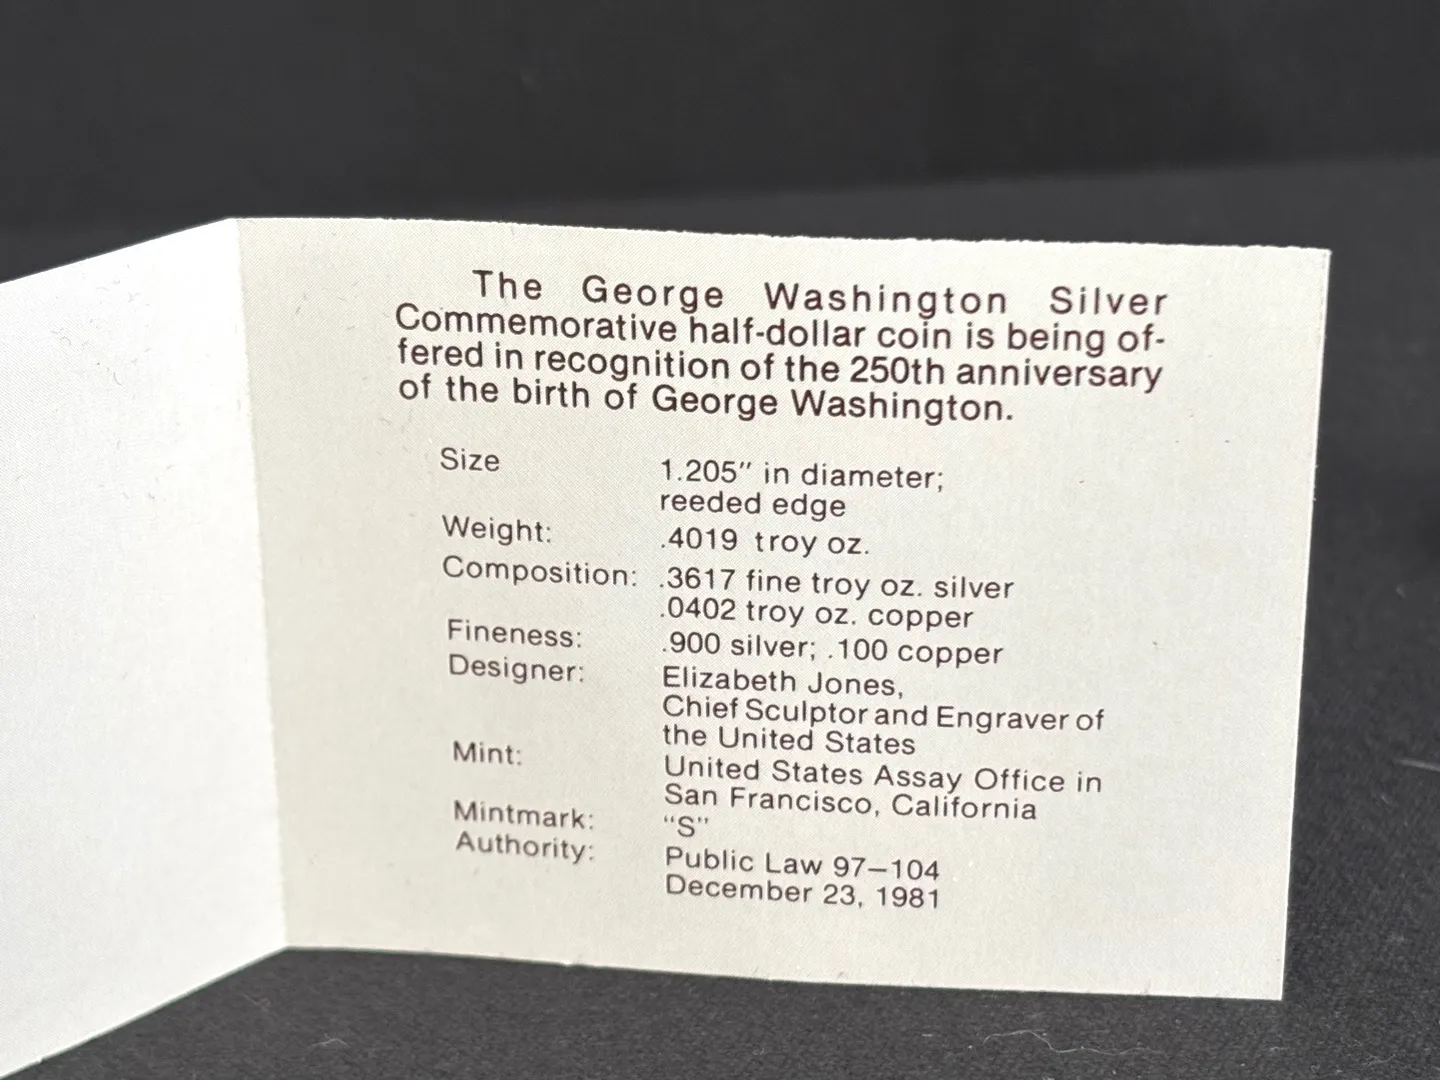 The George Washington Silver
Commemorative half-dollar coin is being of-
fered in recognition of the 250th anniversary
of the birth of George Washington.
Size 1.205" in diameter;
reeded edge
Weight: .4019 troy oz.
Composition: .3617 fine troy oz. silver
.0402 troy oz. copper
Fineness: .900 silver; .100 copper
Designer: Elizabeth Jones,
Chief Sculptor and Engraver of
the United States
Mint: United States Assay Office in
San Francisco, California
Mintmark: "S"
Authority: Public Law 97–104
December 23, 1981